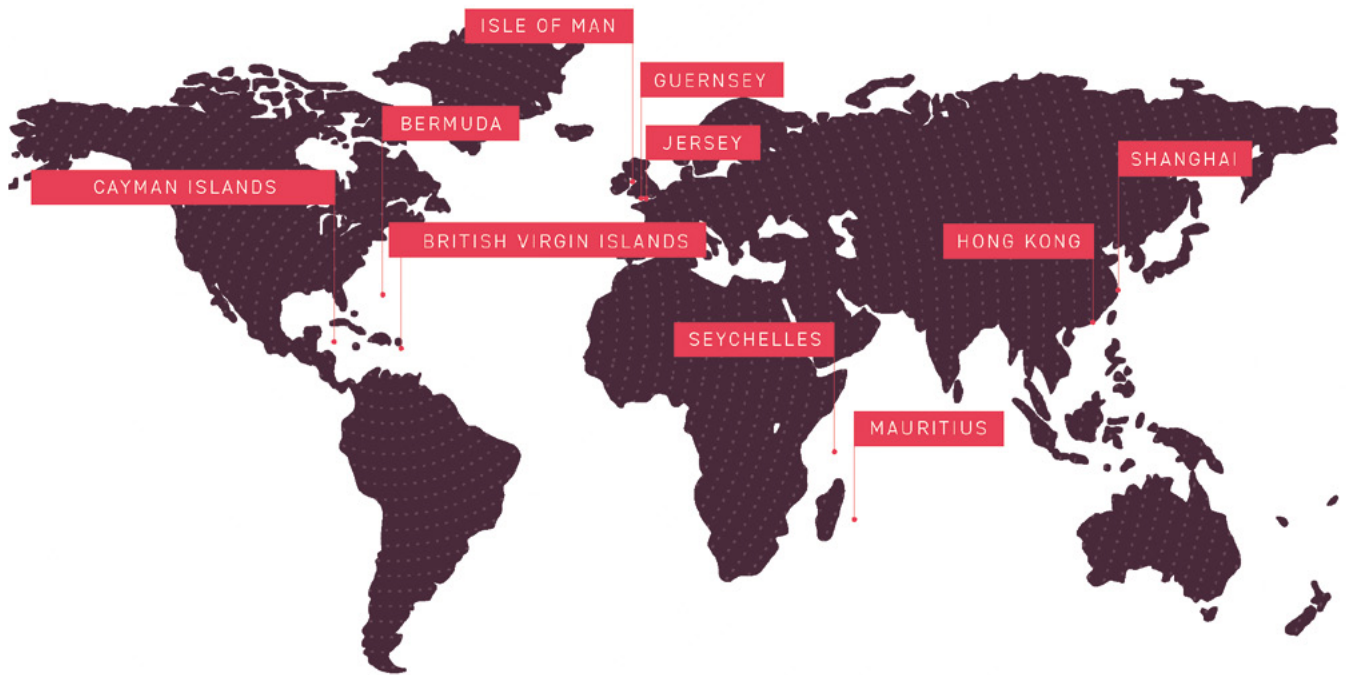 ISLE OF MAN
GUERNSEY
BERMUDA
JERSEY
SHANGHAI
CAYMAN ISLANDS
BRITISH VIRGIN ISLANDS
HONG KONG
SEYCHELLES
MAURITIUS